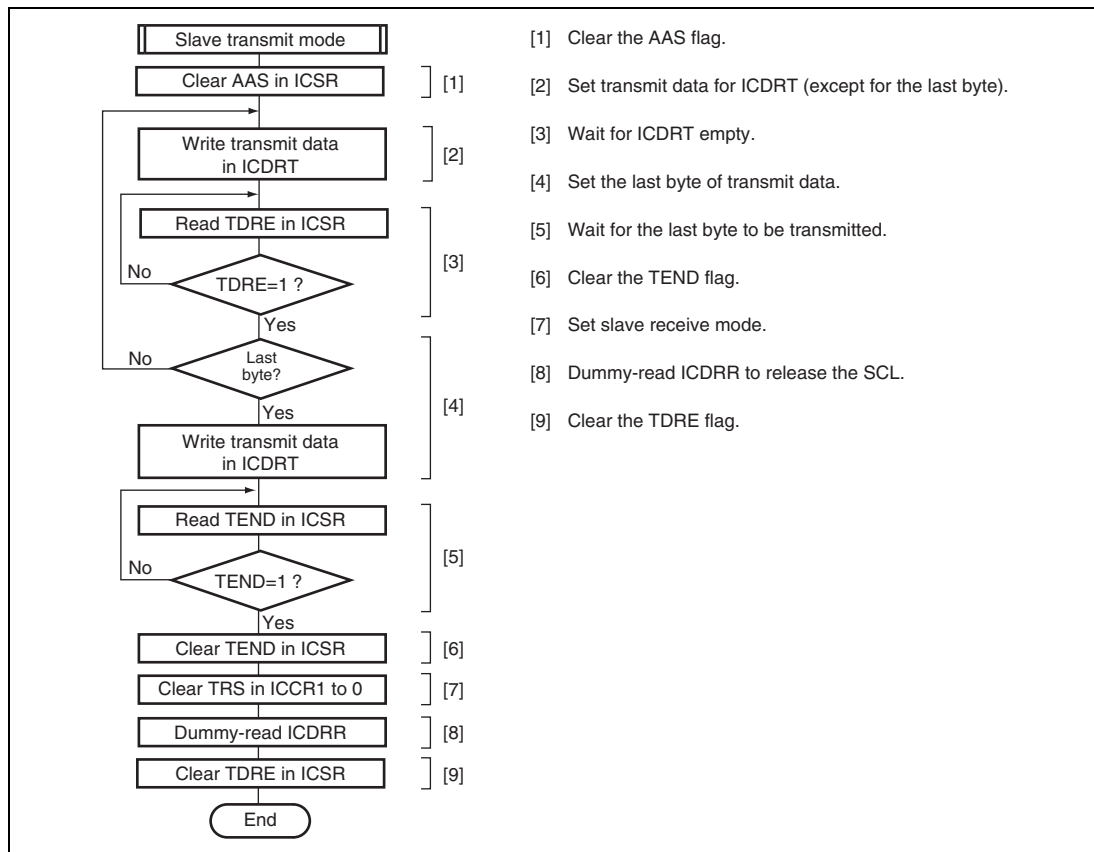 Slave transmit mode
Clear AAS in ICSR
[1]
Write transmit data
in ICDRT
[2]
Read TDRE in ICSR
No
TDRE=1 ?
[3]
Yes
No
Last
byte?
[4]
Yes
Write transmit data
in ICDRT
Read TEND in ICSR
No
TEND=1 ?
[5]
Yes
Clear TEND in ICSR
[6]
Clear TRS in ICCR1 to 0
[7]
Dummy-read ICDRR
[8]
Clear TDRE in ICSR
[9]
End
[1] Clear the AAS flag.
[2] Set transmit data for ICDRT (except for the last byte).
[3] Wait for ICDRT empty.
[4] Set the last byte of transmit data.
[5] Wait for the last byte to be transmitted.
[6] Clear the TEND flag.
[7] Set slave receive mode.
[8] Dummy-read ICDRR to release the SCL.
[9] Clear the TDRE flag.